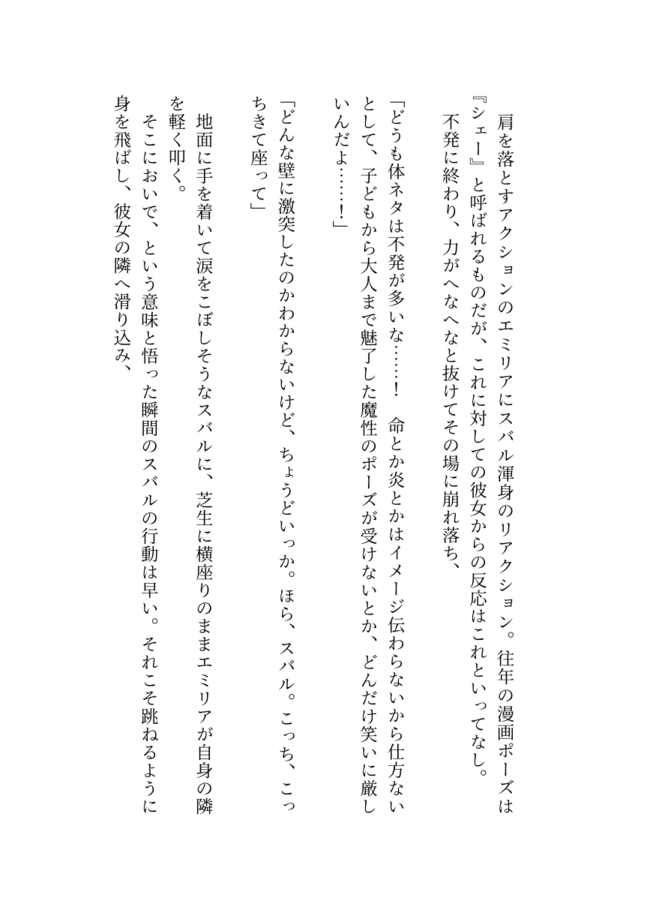 肩を落とすアクションのエミリアにスバル渾身のリアクション。往年の漫画ポーズは
『シェー』と呼ばれるものだが、これに対しての彼女からの反応はこれといってなし。
　不発に終わり、力がへなへなと抜けてその場に崩れ落ち、
「どうも体ネタは不発が多いな……！　命とか炎とかはイメージ伝わらないから仕方ない
として、子どもから大人まで魅了した魔性のポーズが受けないとか、どんだけ笑いに厳し
いんだよ……！」
「どんな壁に激突したのかわからないけど、ちょうどいっか。ほら、スバル。こっち、こっ
ちきて座って」
　地面に手を着いて涙をこぼしそうなスバルに、芝生に横座りのままエミリアが自身の隣
を軽く叩く。
　そこにおいで、という意味と悟った瞬間のスバルの行動は早い。それこそ跳ねるように
身を飛ばし、彼女の隣へ滑り込み、